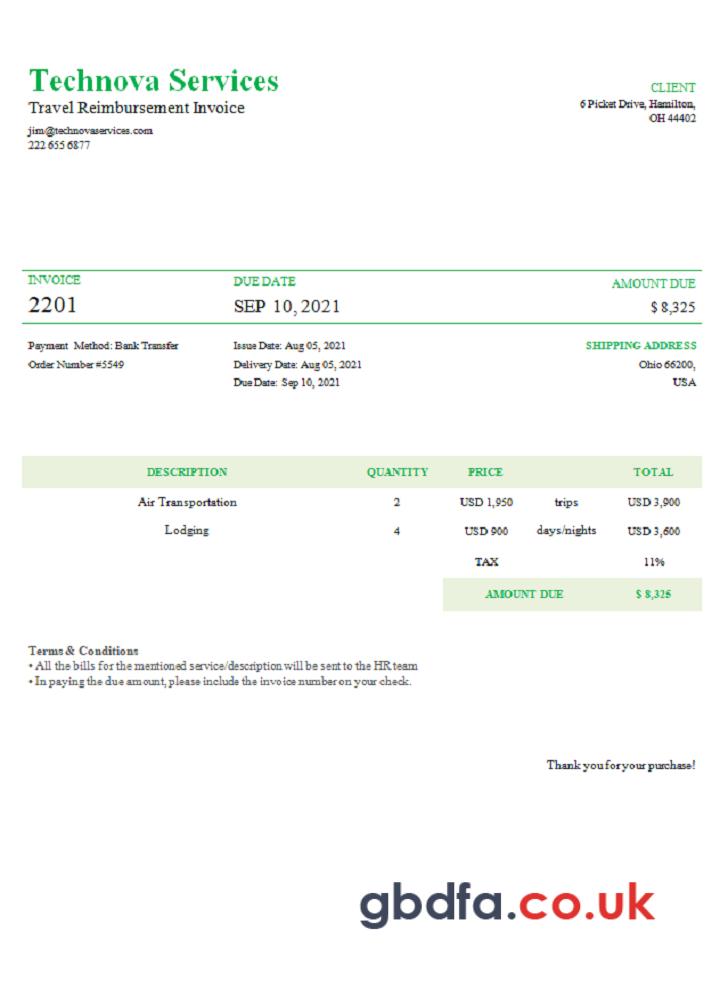 Technova Services
Travel Reimbursement Invoice
jim@technovaservices.com
222 655 6877
CLIENT
6 Picket Drive, Hamilton,
OH 44402
INVOICE
2201
DUE DATE
SEP 10, 2021
AMOUNT DUE
$ 8,325
Payment Method: Bank Transfer
Order Number #5549
Issue Date: Aug 05, 2021
Delivery Date: Aug 05, 2021
Due Date: Sep 10, 2021
SHIPPING ADDRESS
Ohio 66200,
USA
DESCRIPTION QUANTITY PRICE TOTAL
Air Transportation 2 USD 1,950 trips USD 3,900
Lodging 4 USD 900 days/nights USD 3,600
TAX 11%
AMOUNT DUE $ 8,325
Terms & Conditions
• All the bills for the mentioned service/description will be sent to the HR team
• In paying the due amount, please include the invoice number on your check.
Thank you for your purchase!
gbdfa.co.uk